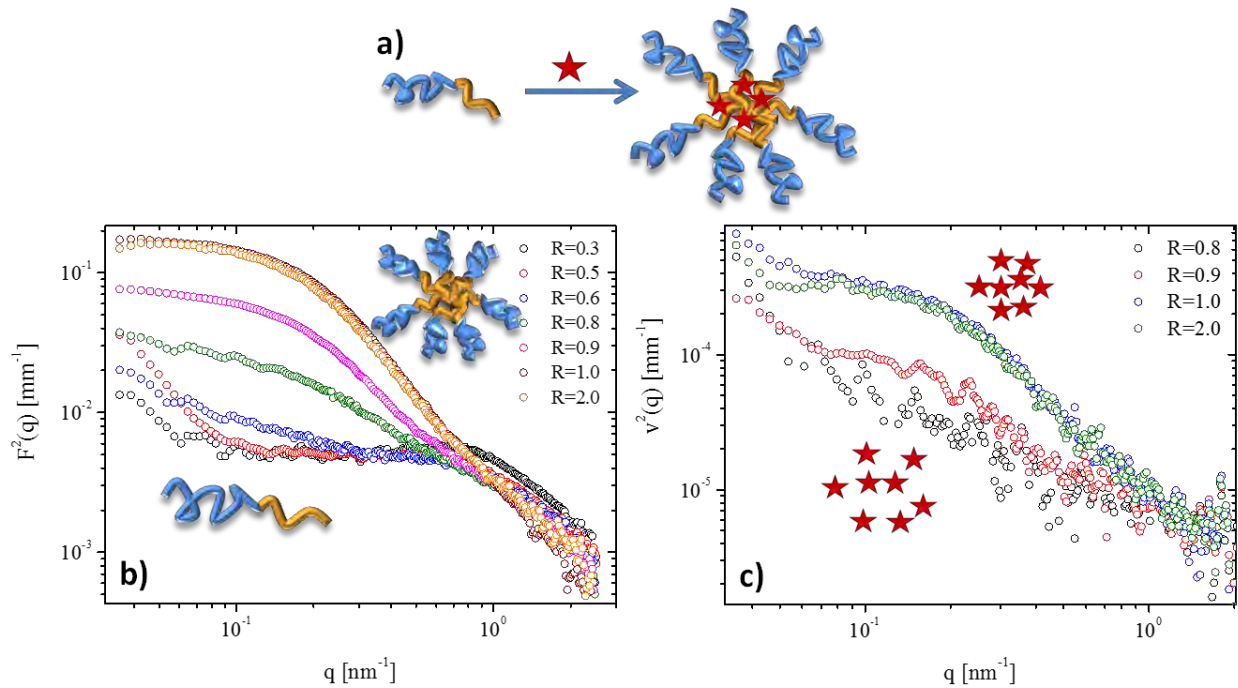 a)
10⁻¹
10⁻²
10⁻³
F²(q) [mm⁻¹]
R=0.3
R=0.5
R=0.6
R=0.8
R=0.9
R=1.0
R=2.0
b)
10⁻¹
10⁰
q [nm⁻¹]
10⁻⁴
10⁻⁵
v²(q) [mm⁻¹]
R=0.8
R=0.9
R=1.0
R=2.0
c)
10⁻¹
10⁰
q [nm⁻¹]